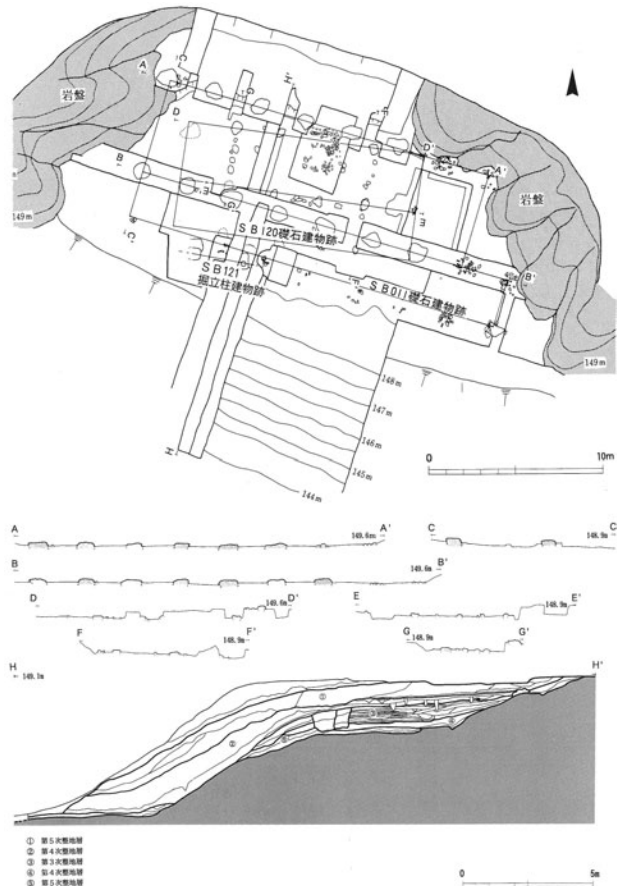 A
C
岩盤
G
H
F
D
D'
A'
岩盤
B
E
E'
149m
C'
G'
SB120礎石建物跡
SB121
掘立柱建物跡
F'
SB011礎石建物跡
B'
149m
148m
147m
146m
145m
144m
H'
0 10m
A 149.6m A'
C 148.9m C'
B 149.6m B'
D 149.6m D'
E 148.9m E'
F 148.9m F'
G 148.9m G'
H 149.1m H'
①
②
③
④
① 第5次整地層
② 第4次整地層
③ 第3次整地層
④ 第4次整地層
⑤ 第5次整地層
0 5m